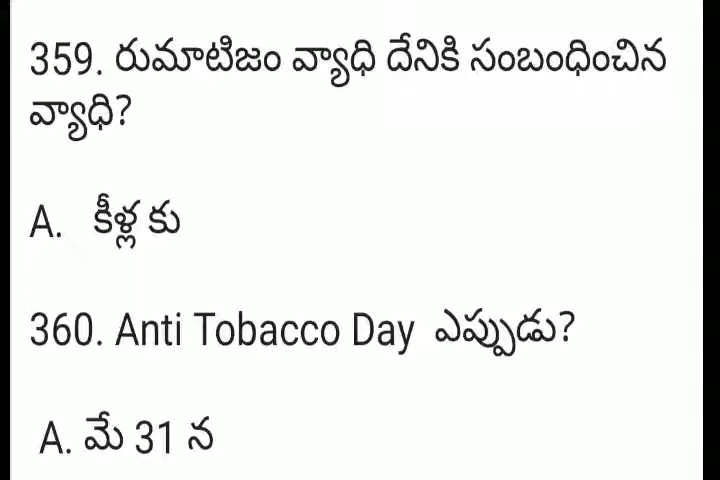 359. రుమాటిజం వ్యాధి దేనికి సంబంధించిన
వ్యాధి?
A. కీళ్ల కు
360. Anti Tobacco Day ఎప్పుడు?
A. మే 31 న